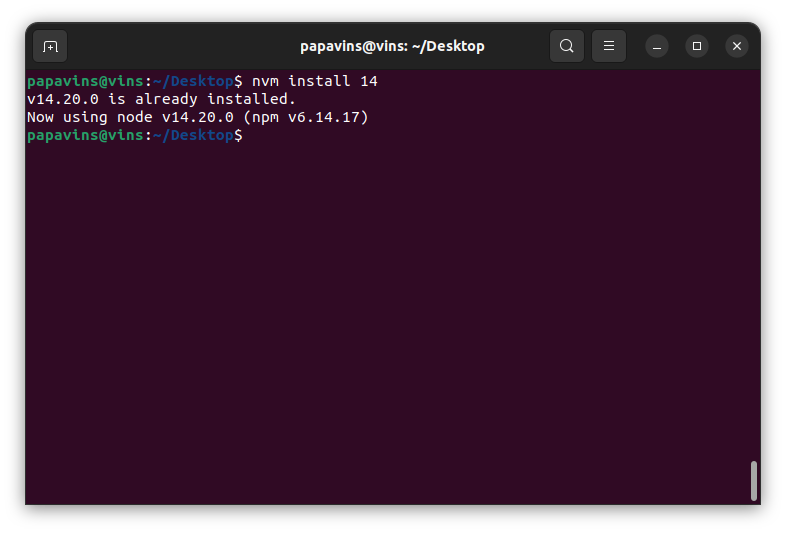 papavins@vins: ~/Desktop
papavins@vins:~/Desktop$ nvm install 14
v14.20.0 is already installed.
Now using node v14.20.0 (npm v6.14.17)
papavins@vins:~/Desktop$